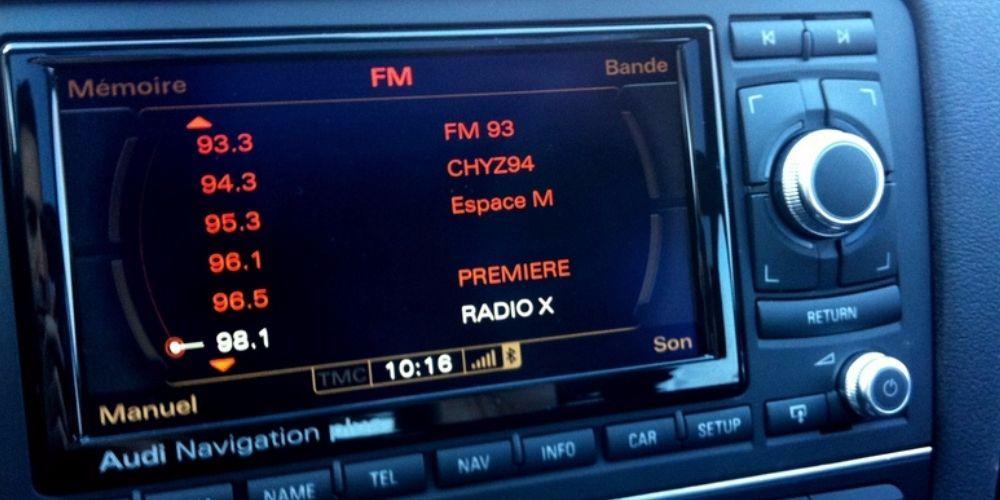 Mémoire FM Bande
93.3 FM 93
94.3 CHYZ94
95.3 Espace M
96.1
96.5 PREMIERE
98.1 RADIO X
Manuel TMC 10:16 Son
Audi Navigation
NAME TEL NAV INFO CAR SETUP
RETURN